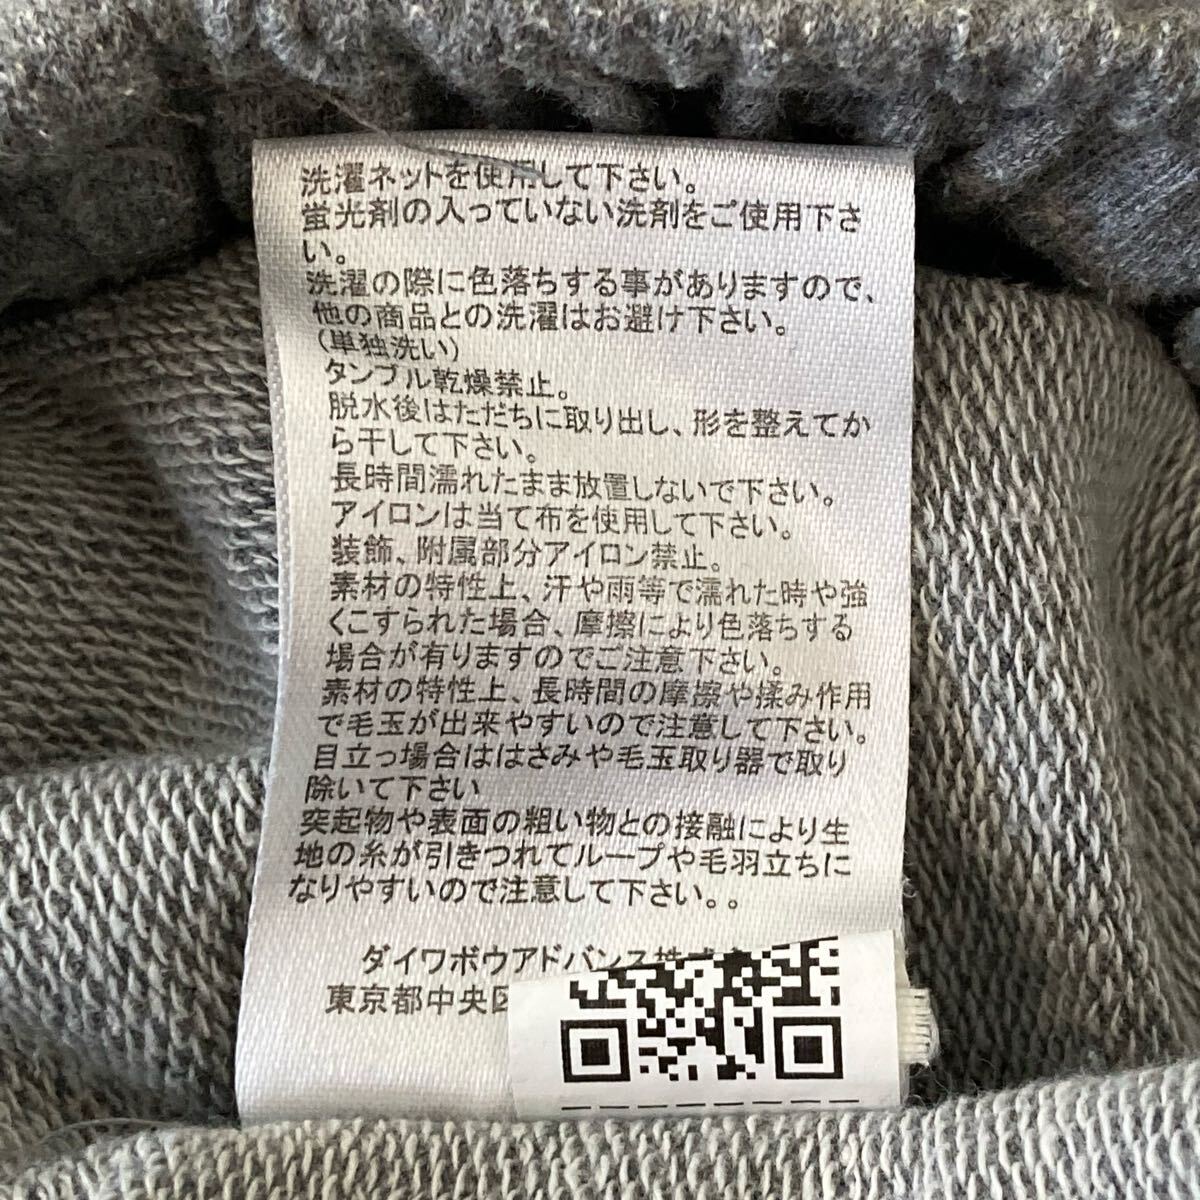 洗濯ネットを使用して下さい。
蛍光剤の入っていない洗剤をご使用下さ
い。
洗濯の際に色落ちする事がありますので、
他の商品との洗濯はお避け下さい。
（単独洗い）
タンブル乾燥禁止。
脱水後はただちに取り出し、形を整えてか
ら干して下さい。
長時間濡れたまま放置しないで下さい。
アイロンは当て布を使用して下さい。
装飾、附属部分アイロン禁止。
素材の特性上、汗や雨等で濡れた時や強
くこすられた場合、摩擦により色落ちする
場合が有りますのでご注意下さい。
素材の特性上、長時間の摩擦や揉み作用
で毛玉が出来やすいので注意して下さい。
目立っ場合ははさみや毛玉取り器で取り
除いて下さい
突起物や表面の粗い物との接融により生
地の糸が引きつれてループや毛羽立ちに
なりやすいので注意して下さい。。
ダイワボウアドバンス株式
東京都中央区